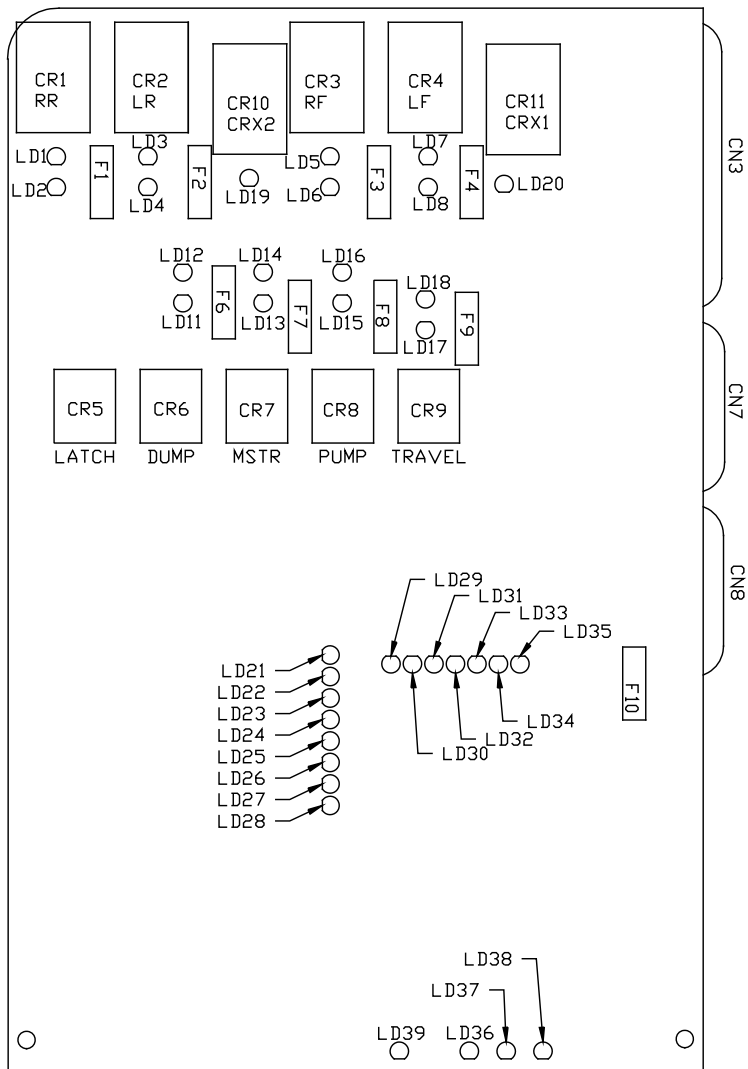 CR1
RR
CR2
LR
CR10
CRX2
CR3
RF
CR4
LF
CR11
CRX1
CN3
LD1
LD2
F1
LD3
LD4
F2
LD19
LD5
LD6
F3
LD7
LD8
F4
LD20
LD12
LD11
F6
LD14
LD13
F7
LD16
LD15
F8
LD18
LD17
F9
CN7
CR5
LATCH
CR6
DUMP
CR7
MSTR
CR8
PUMP
CR9
TRAVEL
CN8
LD29
LD31
LD33
LD35
LD21
LD22
LD23
LD24
LD25
LD26
LD27
LD28
LD34
LD32
LD30
F10
LD38
LD37
LD39
LD36